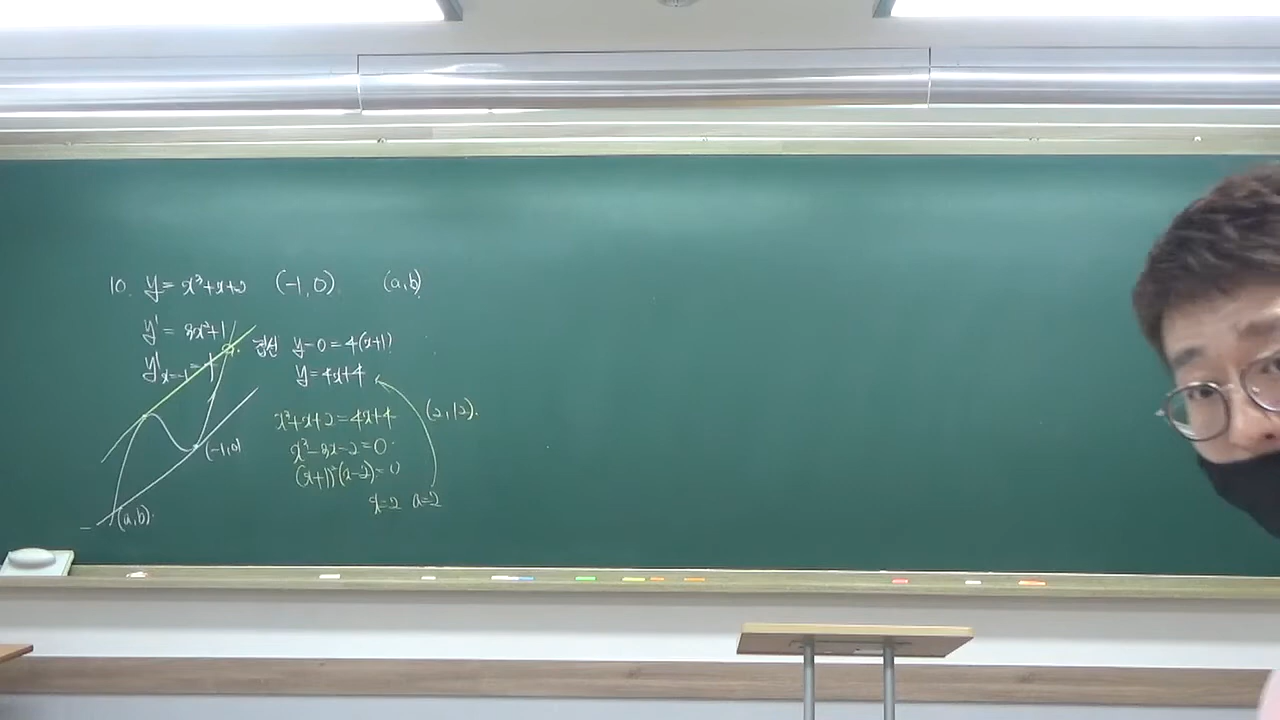 10. y = x³+x+2 (-1,0) (a,b)
y' = 3x²+1
y'x=-1 = 4
접선 y-0 = 4(x+1)
y = 4x+4
x³+x+2 = 4x+4 (2,12).
x³-3x-2 = 0
(x+1)²(x-2) = 0
x=2 a=2
(-1,0)
(a,b)